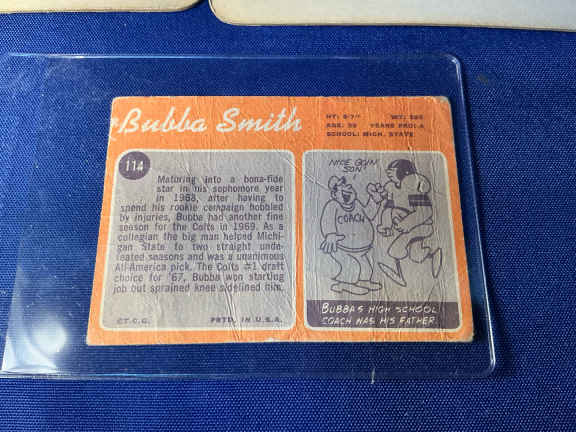 Bubba Smith
HT: 6'7" WT: 295
AGE: 25 YEARS PRO: 4
SCHOOL: MICH. STATE
114
Maturing into a bona-fide
star in his sophomore year
in 1968, after having to
spend his rookie campaign hobbled
by injuries, Bubba had another fine
season for the Colts in 1969. As a
collegian the big man helped Michi-
gan State to two straight unde-
feated seasons and was a unanimous
All-America pick. The Colts #1 draft
choice for '67, Bubba won starting
job but sprained knee sidelined him.
©T.C.G. PRTD. IN U.S.A.
NICE GOIN'
SON!
COACH
BUBBA'S HIGH SCHOOL
COACH WAS HIS FATHER